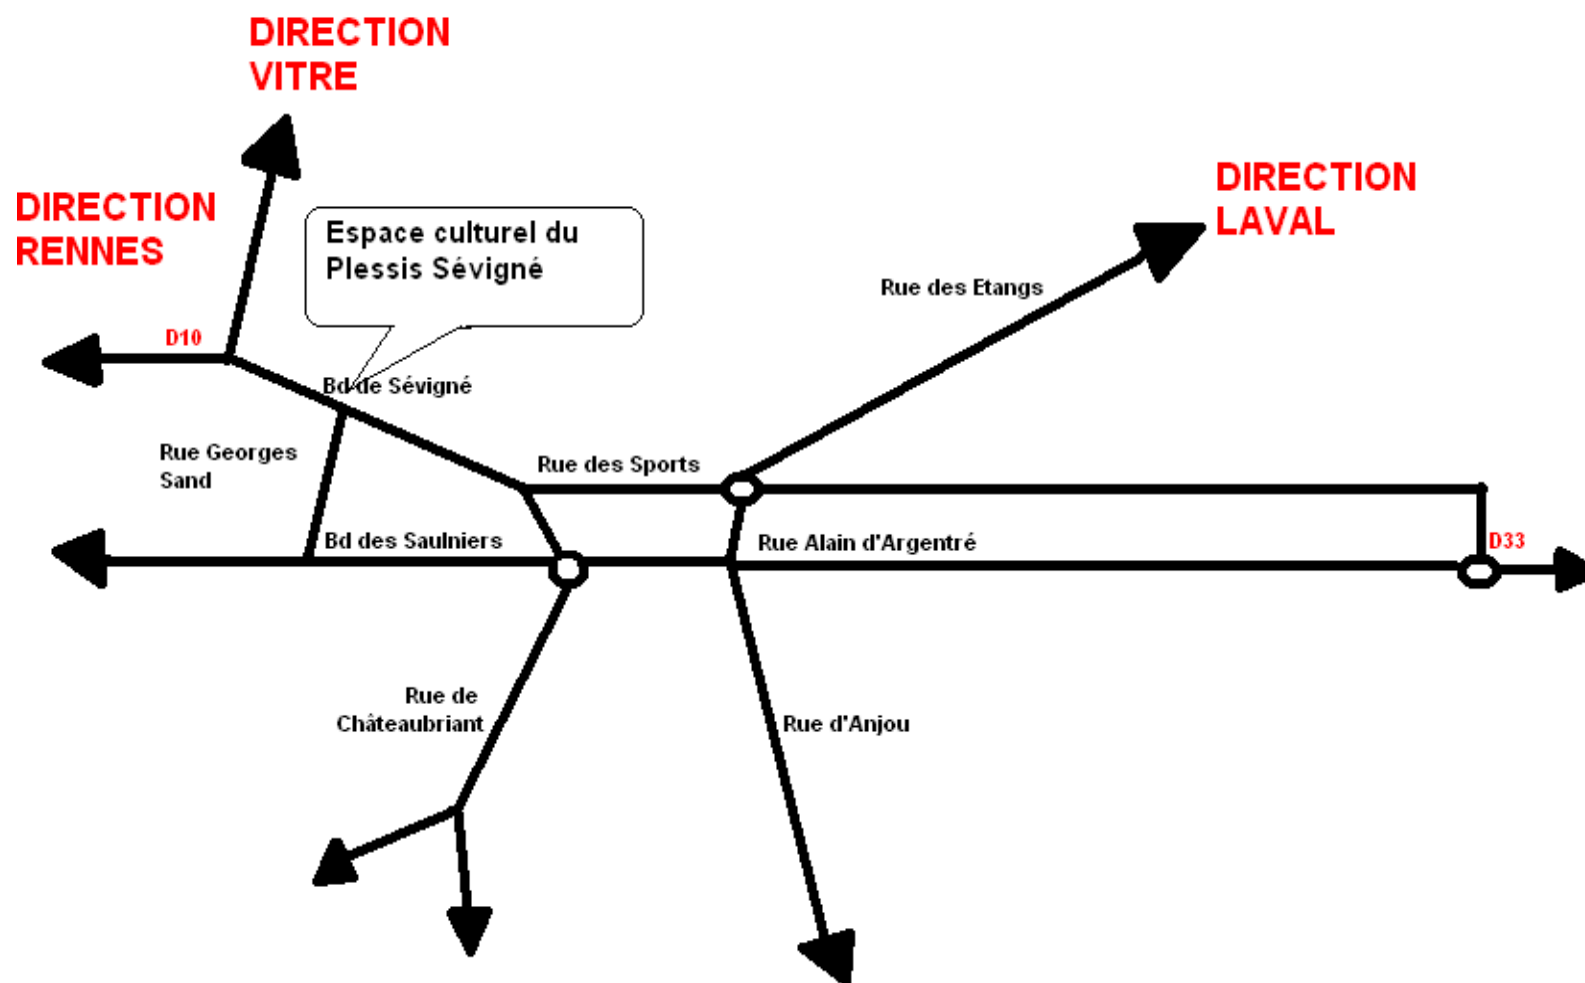 DIRECTION
VITRE
DIRECTION
RENNES
DIRECTION
LAVAL
Espace culturel du
Plessis Sévigné
Rue des Etangs
D10
Bd de Sévigné
Rue Georges
Sand
Rue des Sports
Bd des Saulniers
Rue Alain d'Argentré
D33
Rue de
Châteaubriant
Rue d'Anjou